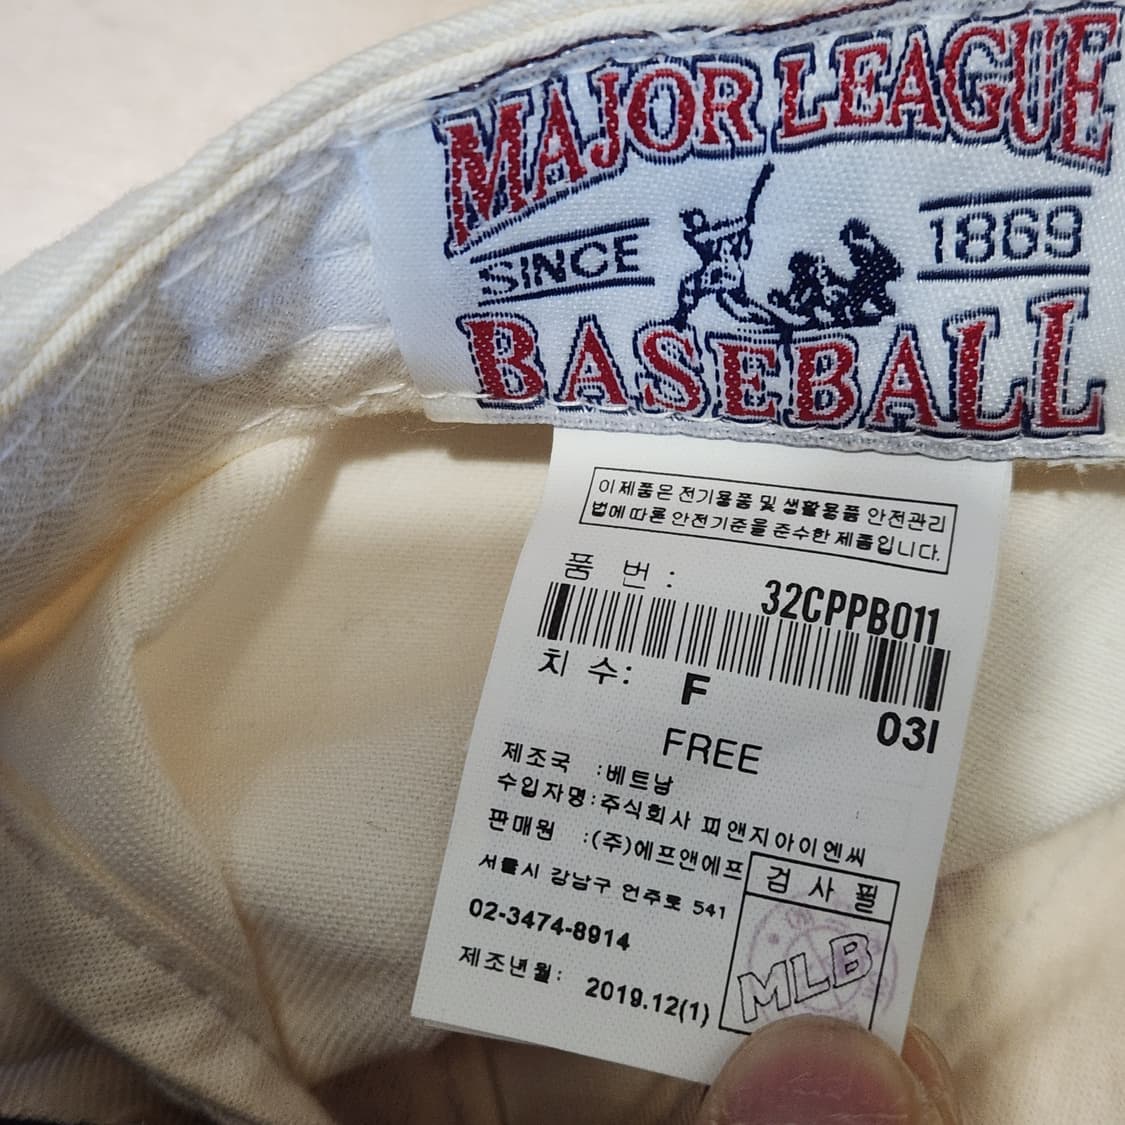 MAJOR LEAGUE
SINCE 1869
BASEBALL
이 제품은 전기용품 및 생활용품 안전관리
법에 따른 안전기준을 준수한 제품입니다.
품 번 : 32CPPB011
치 수: F 03I
FREE
제조국 :베트남
수입자명:주식회사 피앤지아이엔씨
판매원 :(주)에프앤에프
서울시 강남구 언주로 541
02-3474-8914
제조년월: 2019.12(1)
검 사 필
MLB